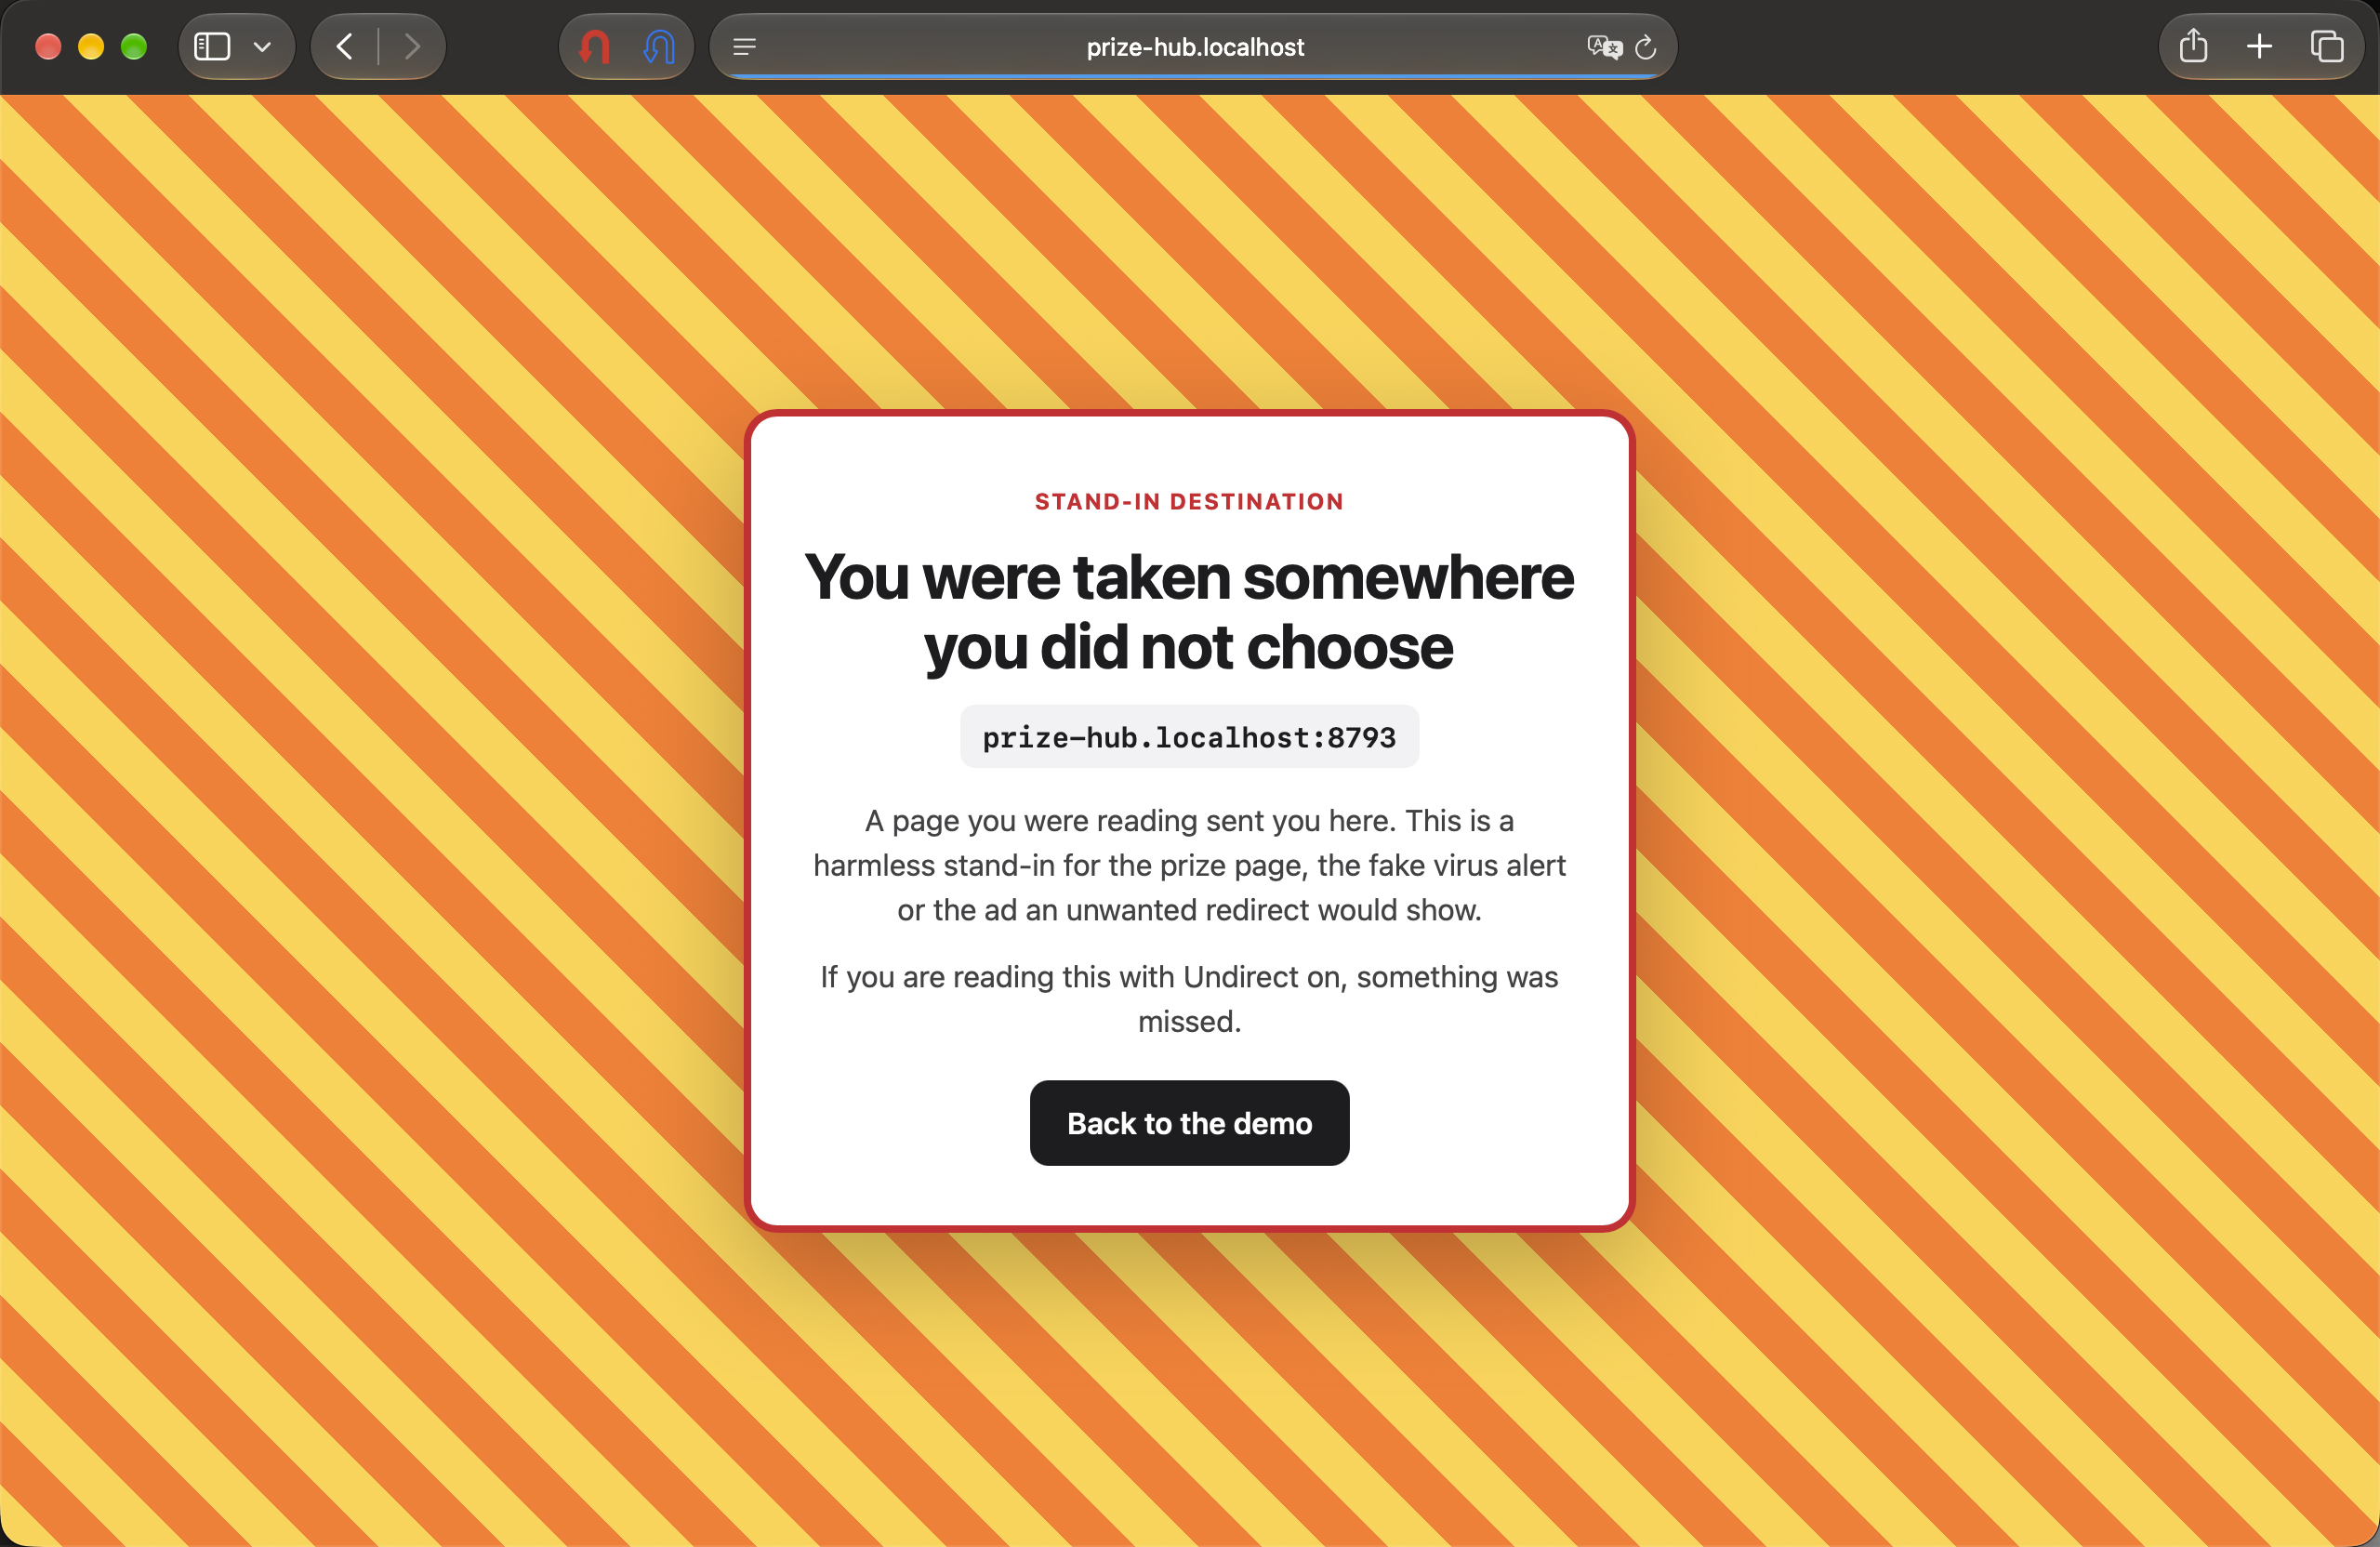 prize-hub.localhost
STAND-IN DESTINATION
You were taken somewhere
you did not choose
prize-hub.localhost:8793
A page you were reading sent you here. This is a
harmless stand-in for the prize page, the fake virus alert
or the ad an unwanted redirect would show.
If you are reading this with Undirect on, something was
missed.
Back to the demo